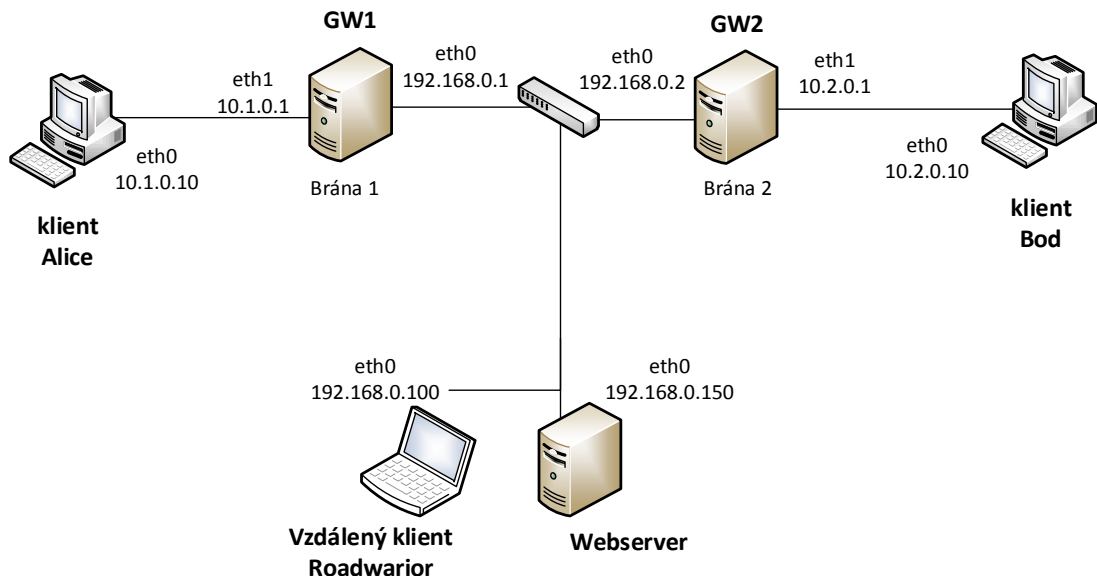 GW1
GW2
eth0
192.168.0.1
eth0
192.168.0.2
eth1
10.1.0.1
eth1
10.2.0.1
eth0
10.1.0.10
eth0
10.2.0.10
Brána 1
Brána 2
klient
Alice
klient
Bod
eth0
192.168.0.100
eth0
192.168.0.150
Vzdálený klient
Roadwarior
Webserver